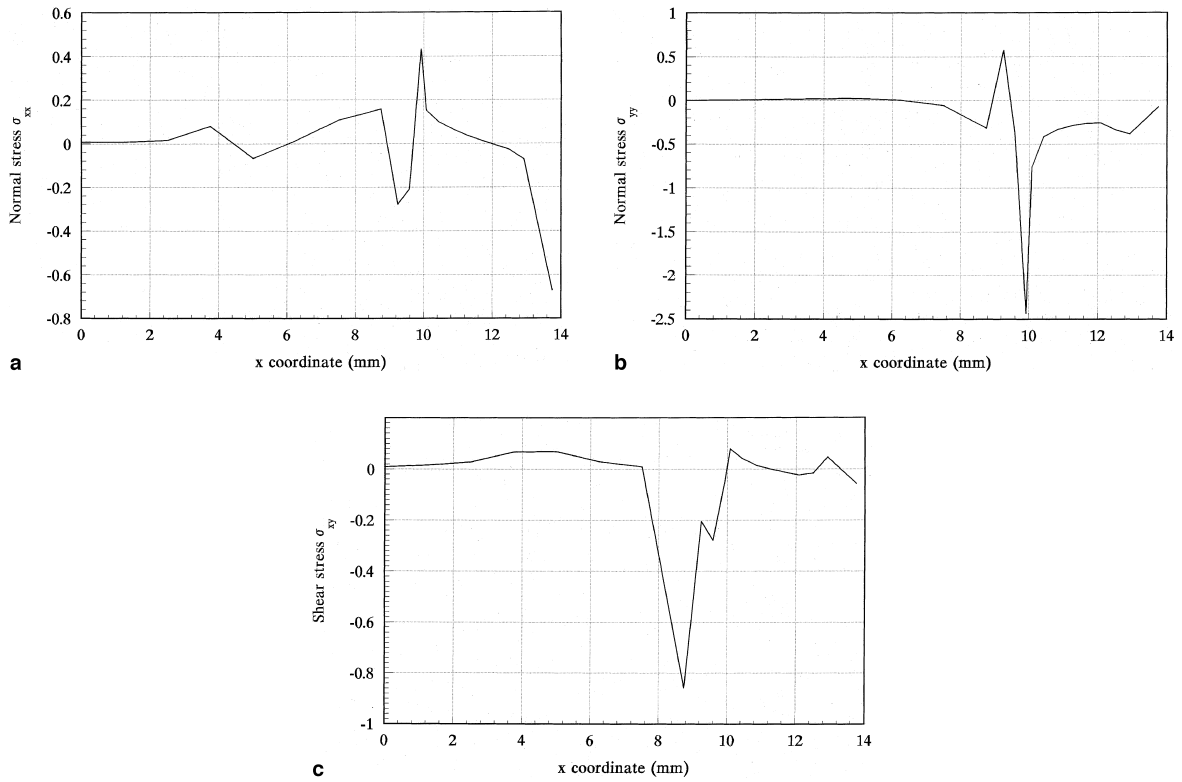 0.6
0.4
0.2
0
-0.2
-0.4
-0.6
-0.8
Normal stress σxx
0 2 4 6 8 10 12 14
x coordinate (mm)
a
1
0.5
0
-0.5
-1
-1.5
-2
-2.5
Normal stress σyy
0 2 4 6 8 10 12 14
x coordinate (mm)
b
0
-0.2
-0.4
-0.6
-0.8
-1
Shear stress σxy
0 2 4 6 8 10 12 14
x coordinate (mm)
c